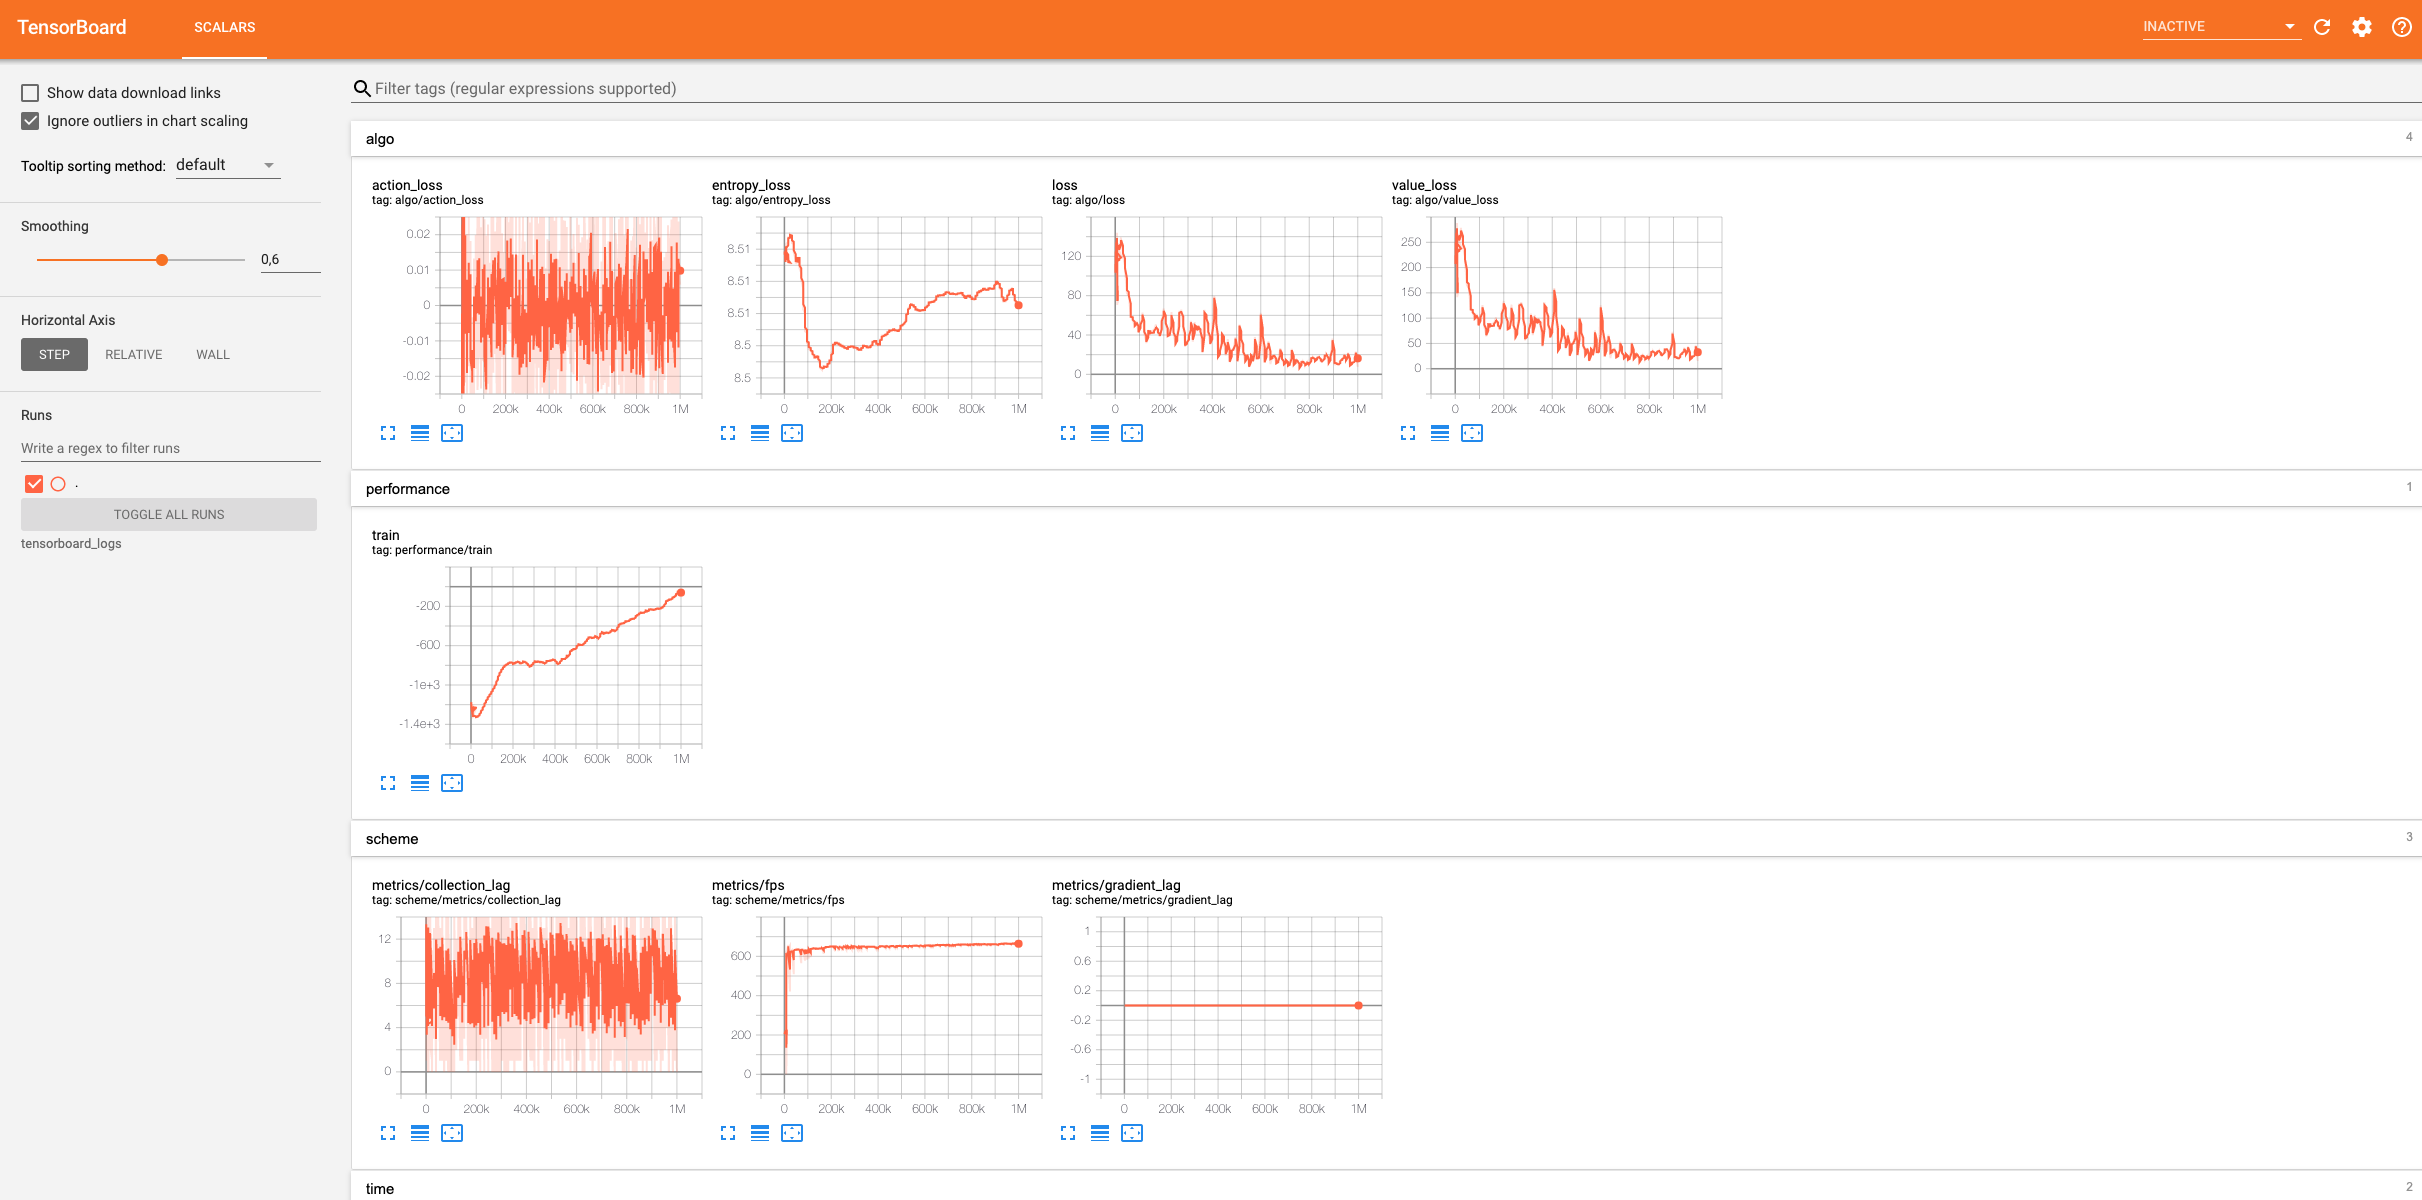 TensorBoard
SCALARS
INACTIVE
Show data download links
Ignore outliers in chart scaling
Tooltip sorting method: default
Smoothing
0,6
Horizontal Axis
STEP RELATIVE WALL
Runs
Write a regex to filter runs
.
TOGGLE ALL RUNS
tensorboard_logs
Filter tags (regular expressions supported)
algo 4
action_loss
tag: algo/action_loss
0.02
0.01
0
-0.01
-0.02
0 200k 400k 600k 800k 1M
entropy_loss
tag: algo/entropy_loss
8.51
8.51
8.51
8.5
8.5
0 200k 400k 600k 800k 1M
loss
tag: algo/loss
120
80
40
0
0 200k 400k 600k 800k 1M
value_loss
tag: algo/value_loss
250
200
150
100
50
0
0 200k 400k 600k 800k 1M
performance 1
train
tag: performance/train
-200
-600
-1e+3
-1.4e+3
0 200k 400k 600k 800k 1M
scheme 3
metrics/collection_lag
tag: scheme/metrics/collection_lag
12
8
4
0
0 200k 400k 600k 800k 1M
metrics/fps
tag: scheme/metrics/fps
600
400
200
0
0 200k 400k 600k 800k 1M
metrics/gradient_lag
tag: scheme/metrics/gradient_lag
1
0.6
0.2
-0.2
-0.6
-1
0 200k 400k 600k 800k 1M
time 2